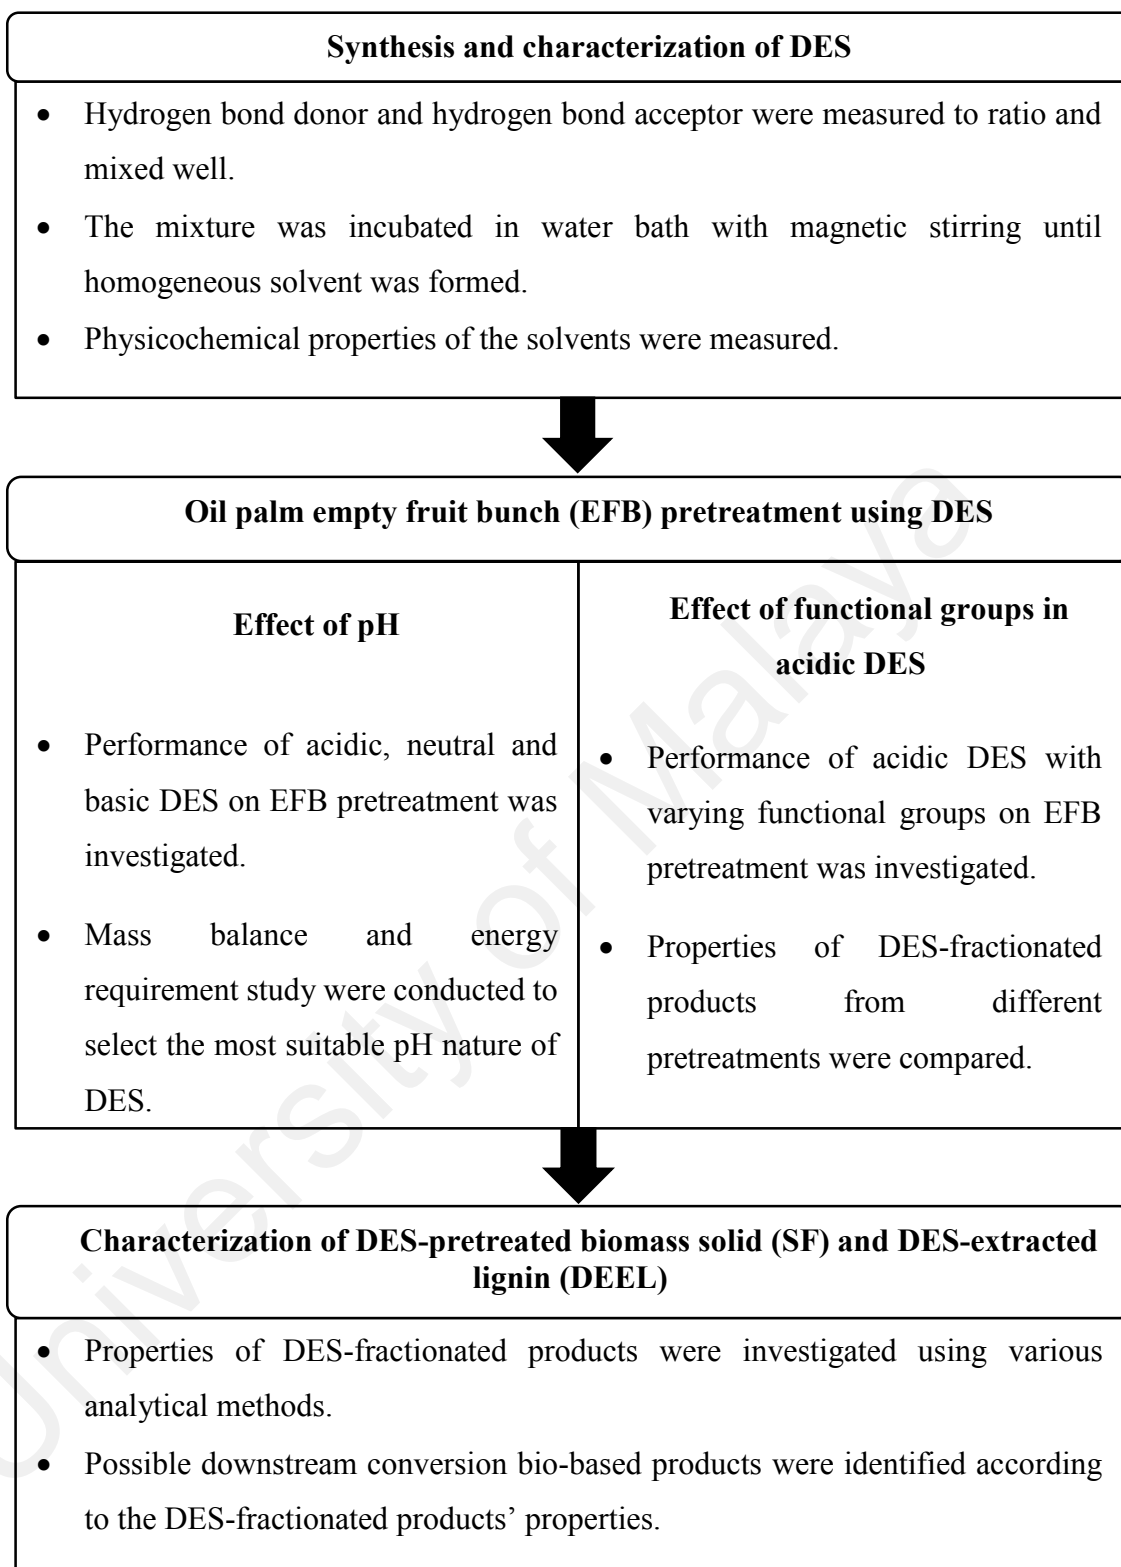 Synthesis and characterization of DES
• Hydrogen bond donor and hydrogen bond acceptor were measured to ratio and
mixed well.
• The mixture was incubated in water bath with magnetic stirring until
homogeneous solvent was formed.
• Physicochemical properties of the solvents were measured.
Oil palm empty fruit bunch (EFB) pretreatment using DES
Effect of pH
• Performance of acidic, neutral and
basic DES on EFB pretreatment was
investigated.
• Mass balance and energy
requirement study were conducted to
select the most suitable pH nature of
DES.
Effect of functional groups in
acidic DES
• Performance of acidic DES with
varying functional groups on EFB
pretreatment was investigated.
• Properties of DES-fractionated
products from different
pretreatments were compared.
Characterization of DES-pretreated biomass solid (SF) and DES-extracted
lignin (DEEL)
• Properties of DES-fractionated products were investigated using various
analytical methods.
• Possible downstream conversion bio-based products were identified according
to the DES-fractionated products’ properties.
University of Malaya